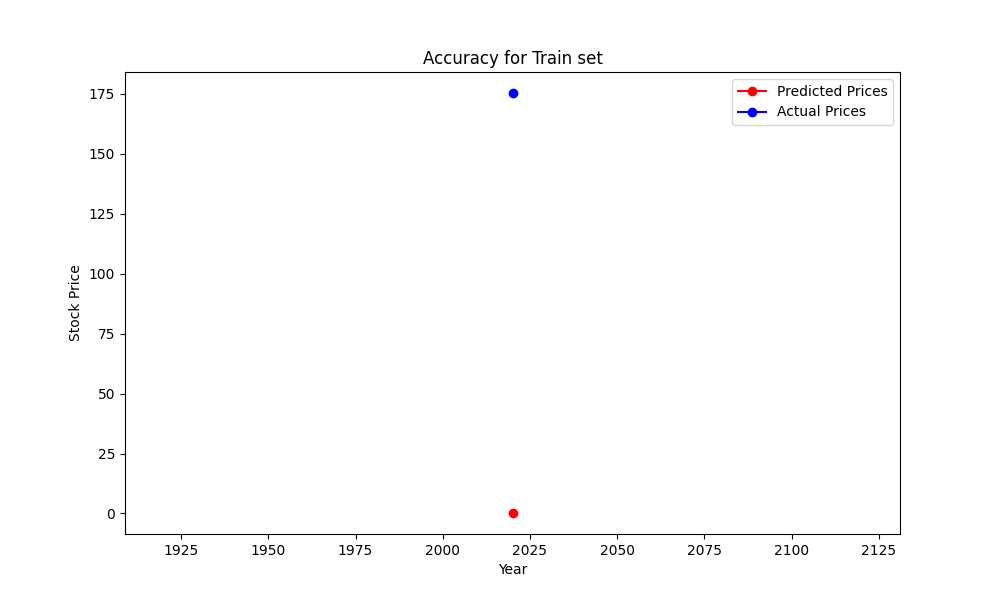 Accuracy for Train set
Predicted Prices
Actual Prices
175
150
125
100
75
50
25
0
Stock Price
1925 1950 1975 2000 2025 2050 2075 2100 2125
Year